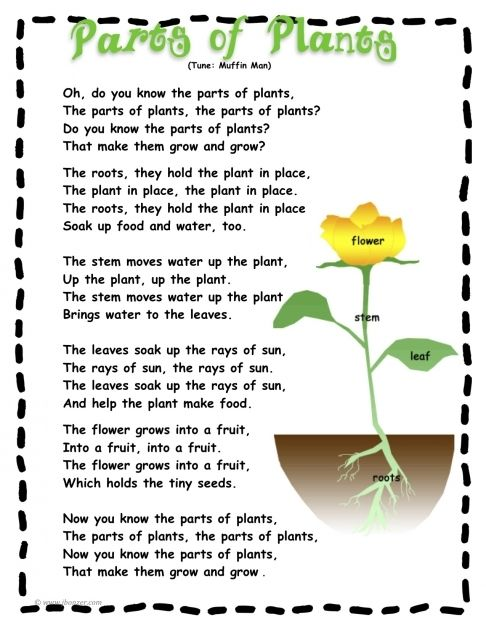 Parts of Plants
(Tune: Muffin Man)
Oh, do you know the parts of plants,
The parts of plants, the parts of plants?
Do you know the parts of plants?
That make them grow and grow?
The roots, they hold the plant in place,
The plant in place, the plant in place.
The roots, they hold the plant in place
Soak up food and water, too.
The stem moves water up the plant,
Up the plant, up the plant.
The stem moves water up the plant
Brings water to the leaves.
The leaves soak up the rays of sun,
The rays of sun, the rays of sun.
The leaves soak up the rays of sun,
And help the plant make food.
The flower grows into a fruit,
Into a fruit, into a fruit.
The flower grows into a fruit,
Which holds the tiny seeds.
Now you know the parts of plants,
The parts of plants, the parts of plants,
Now you know the parts of plants,
That make them grow and grow .
flower
stem
leaf
roots